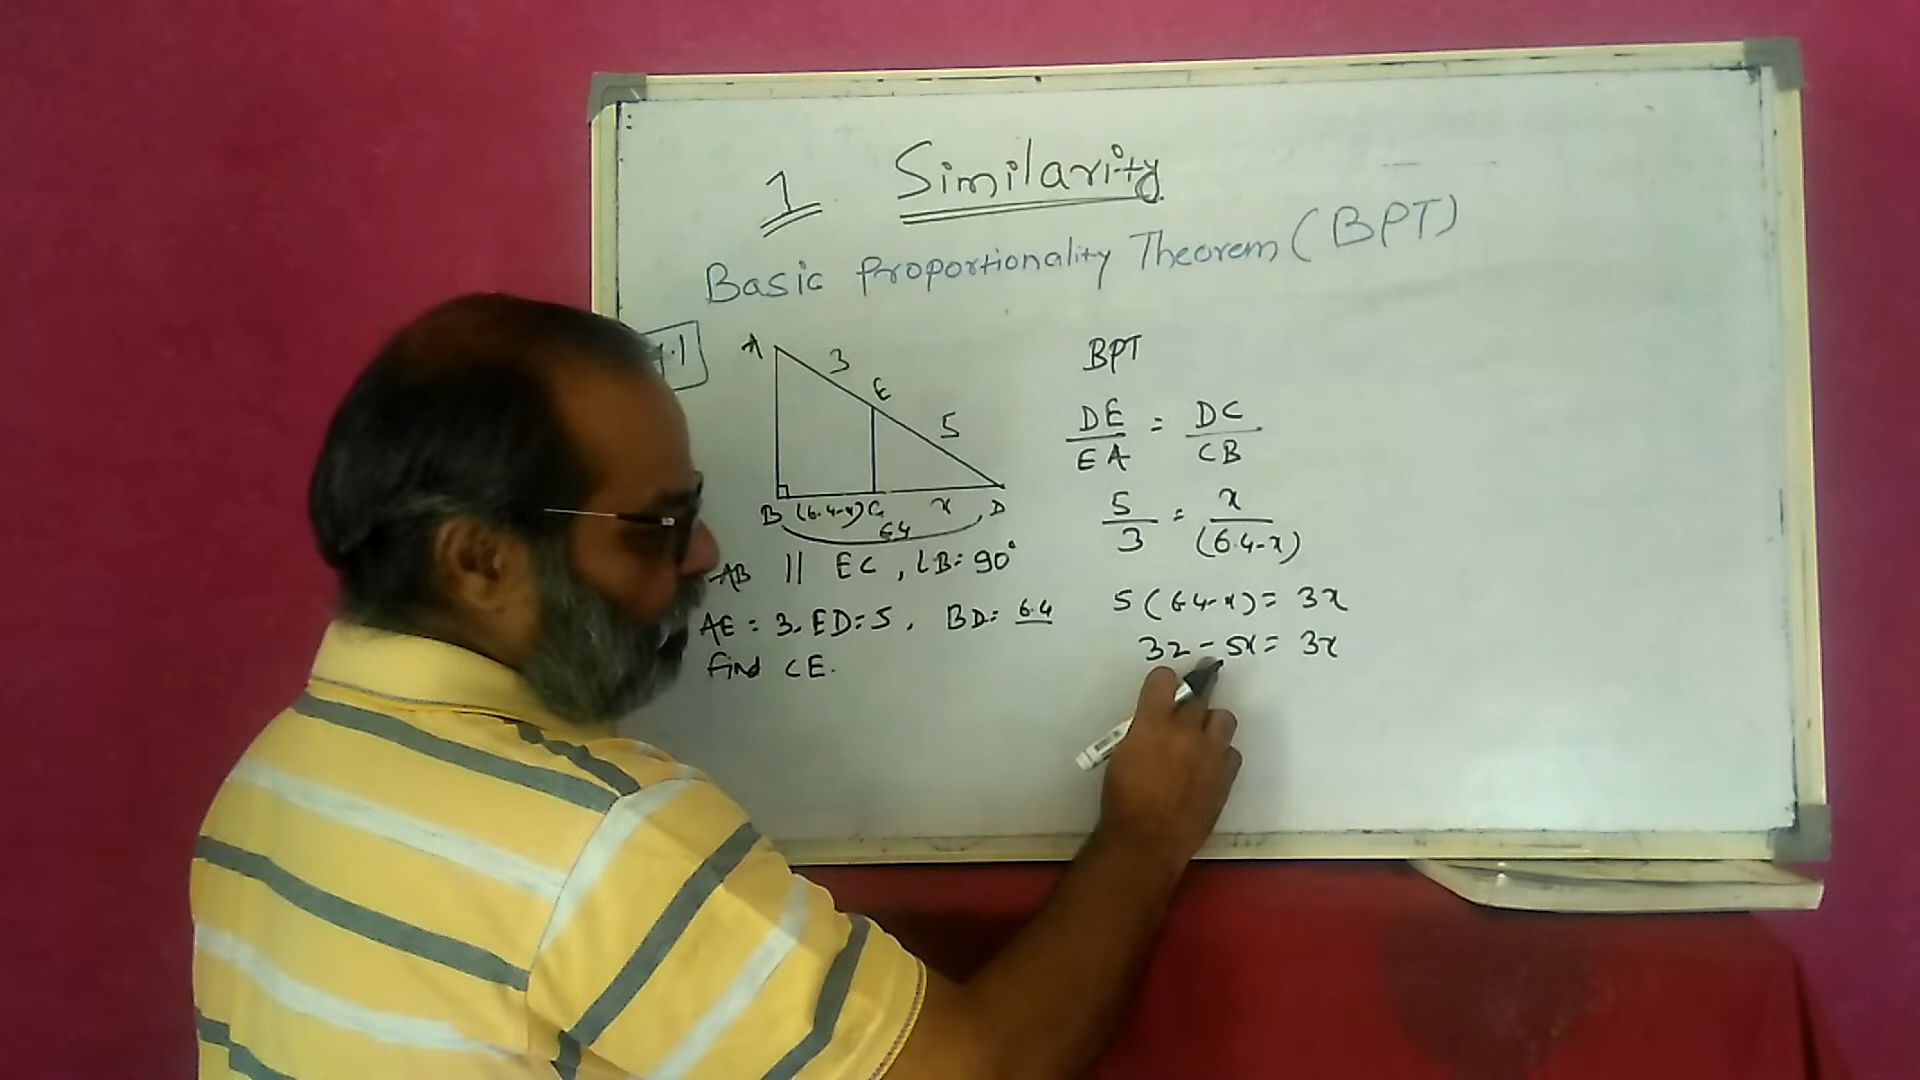 1 Similarity
Basic Proportionality Theorem (BPT)
A 3 E 5
B (6.4-x) C x D
6.4
AB || EC, ∠B = 90°
AE = 3. ED = 5, BD = 6.4
Find CE.
BPT
DE/EA = DC/CB
5/3 = x/(6.4-x)
5(6.4-x) = 3x
32 - 5x = 3x